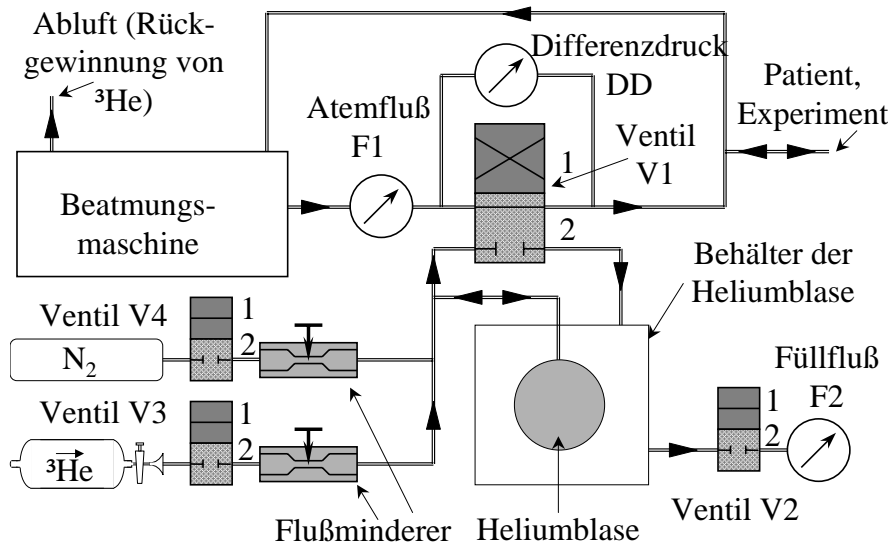 Abluft (Rück-
gewinnung von
³He)
Differenzdruck
DD
Patient,
Experiment
Atemfluß
F1
Ventil
V1
1
2
Beatmungs-
maschine
Behälter der
Heliumblase
Ventil V4
1
2
N₂
Füllfluß
F2
Ventil V3
1
2
³He
1
2
Ventil V2
Flußminderer
Heliumblase